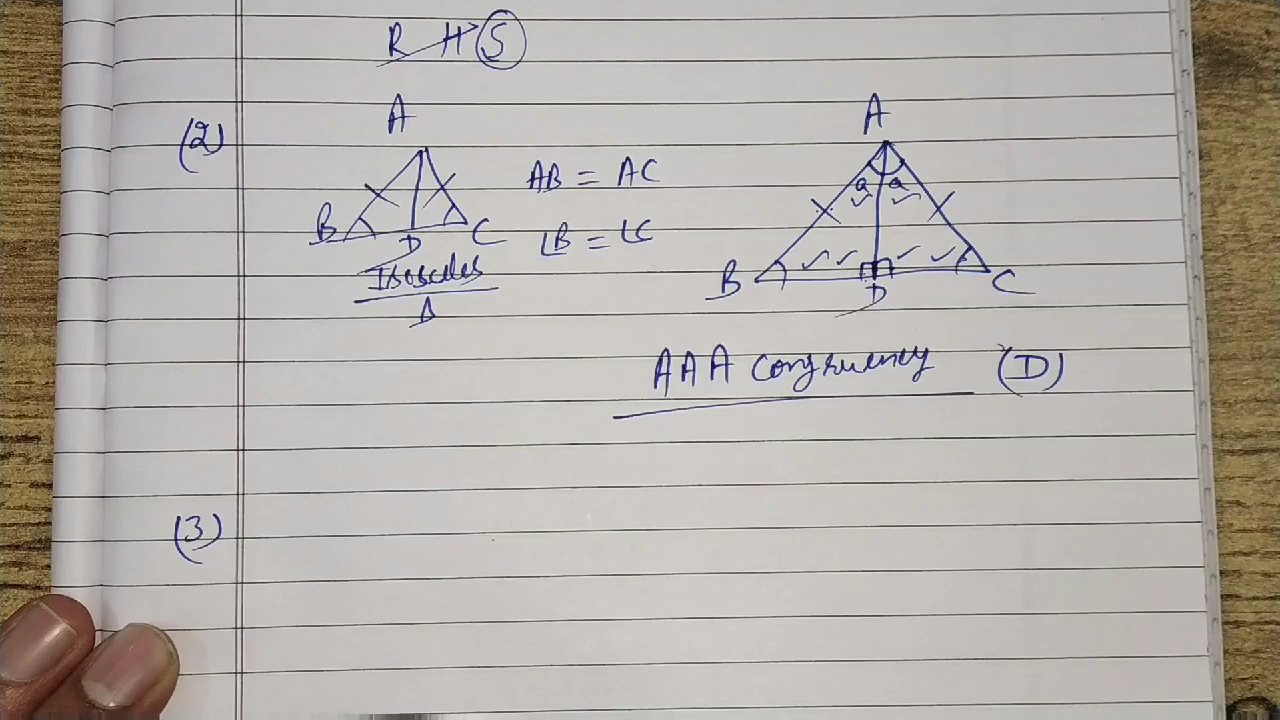 R H S
(2)
A
B
D
C
Isosceles
Δ
AB = AC
∠B = ∠C
A
a a
B
D
C
AAA congruency (D)
(3)